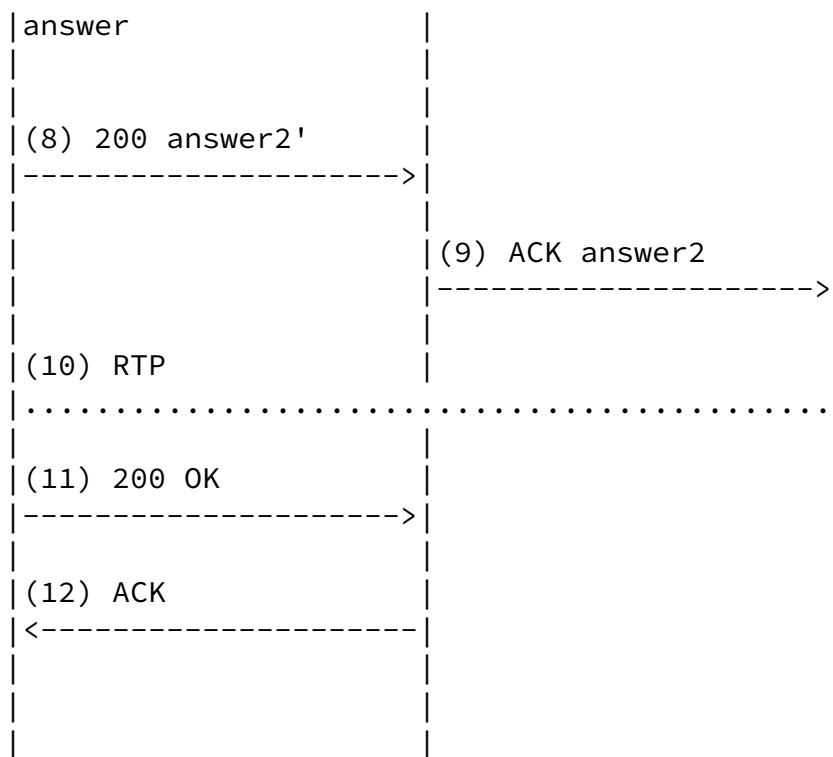 answer
(8) 200 answer2'
(9) ACK answer2
(10) RTP
(11) 200 OK
(12) ACK